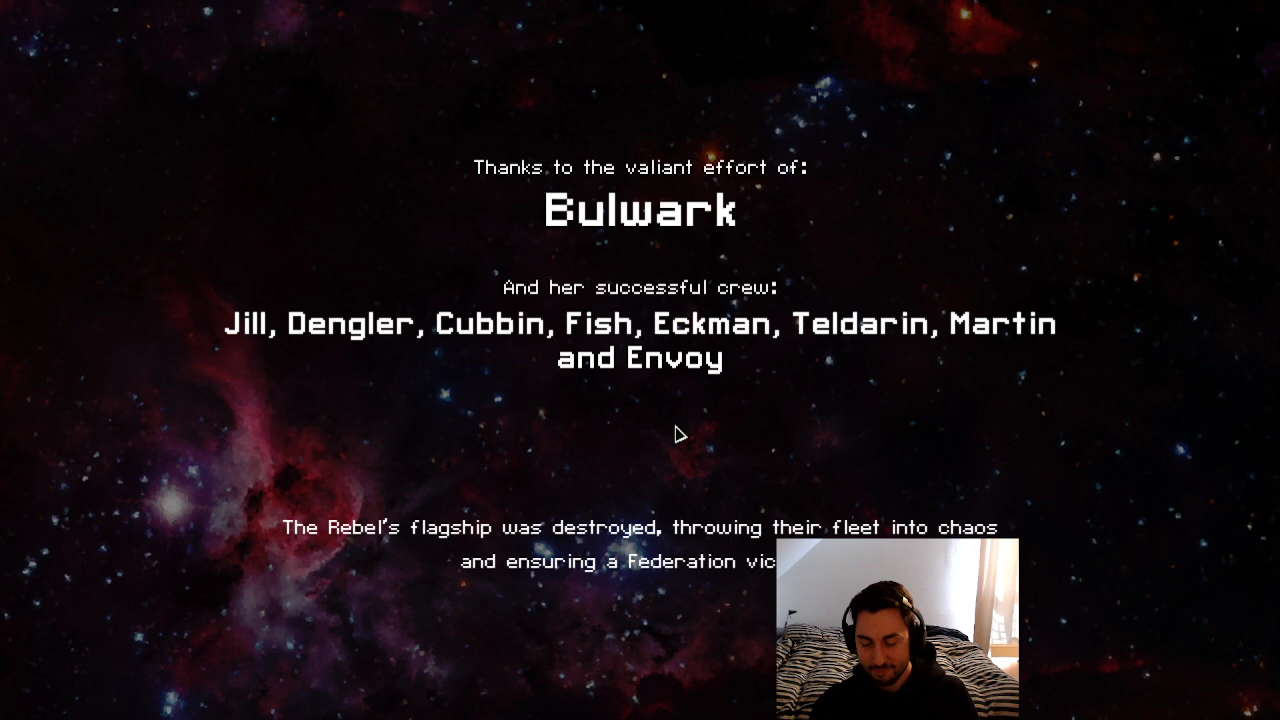 Thanks to the valiant effort of:
Bulwark
And her successful crew:
Jill, Dengler, Cubbin, Fish, Eckman, Teldarin, Martin
and Envoy
The Rebel's flagship was destroyed, throwing their fleet into chaos
and ensuring a Federation vic